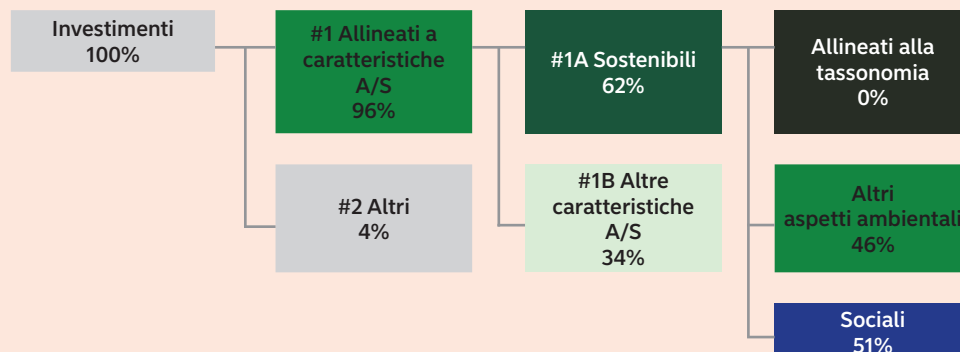 Investimenti
100%
#1 Allineati a
caratteristiche
A/S
96%
#1A Sostenibili
62%
Allineati alla
tassonomia
0%
#2 Altri
4%
#1B Altre
caratteristiche
A/S
34%
Altri
aspetti ambientali
46%
Sociali
51%